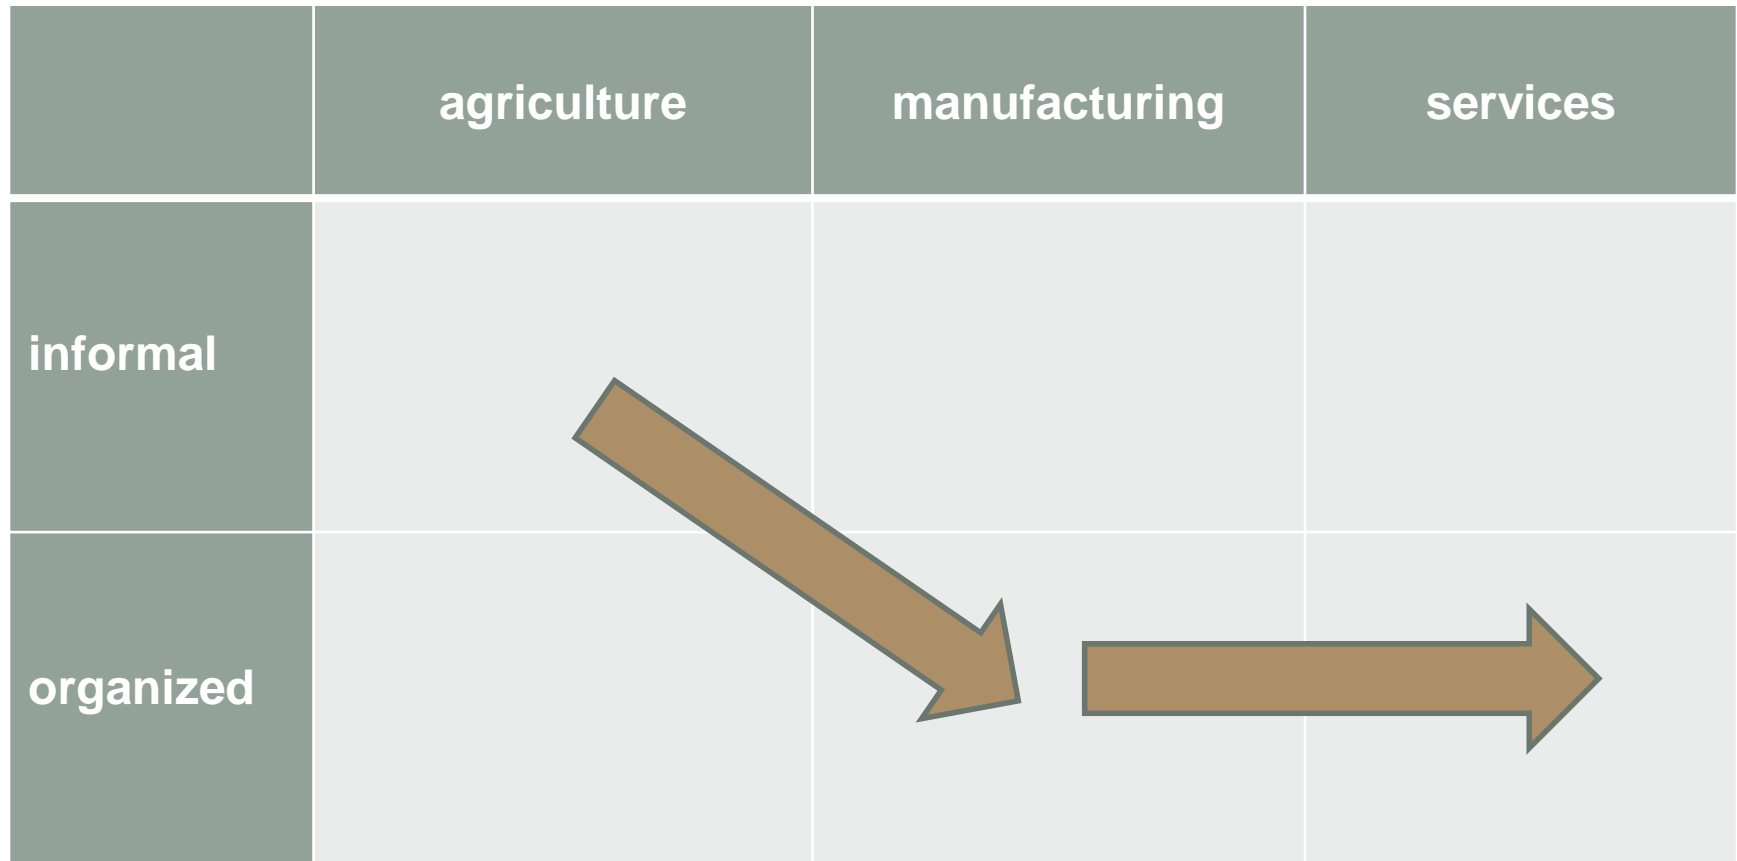 agriculture
manufacturing
services
informal
organized